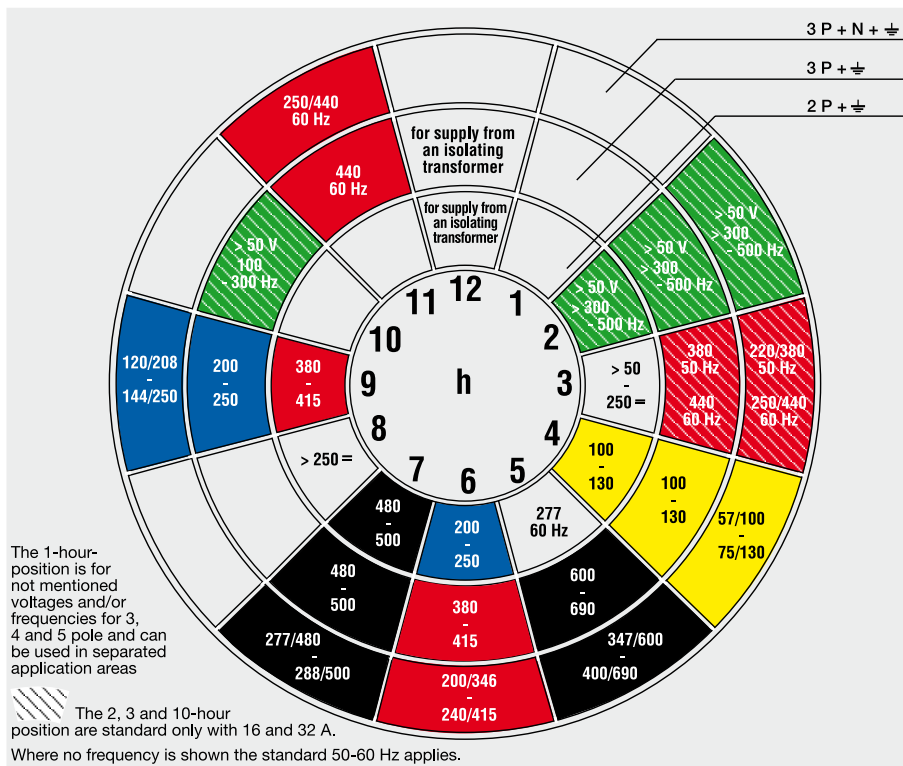 3 P + N + ⏚
3 P + ⏚
2 P + ⏚
250/440
60 Hz
440
60 Hz
for supply from
an isolating
transformer
for supply from
an isolating
transformer
> 50 V
> 300
- 500 Hz
> 50 V
> 300
- 500 Hz
> 50 V
> 300
- 500 Hz
> 50 V
100
- 300 Hz
12
1
2
3
4
5
6
7
8
9
10
11
h
120/208
-
144/250
200
-
250
380
-
415
> 50
-
250 =
380
50 Hz
440
60 Hz
220/380
50 Hz
250/440
60 Hz
> 250 =
480
-
500
200
-
250
277
60 Hz
100
-
130
100
-
130
57/100
-
75/130
480
-
500
380
-
415
600
-
690
277/480
-
288/500
200/346
-
240/415
347/600
-
400/690
The 1-hour-
position is for
not mentioned
voltages and/or
frequencies for 3,
4 and 5 pole and can
be used in separated
application areas
The 2, 3 and 10-hour
position are standard only with 16 and 32 A.
Where no frequency is shown the standard 50-60 Hz applies.